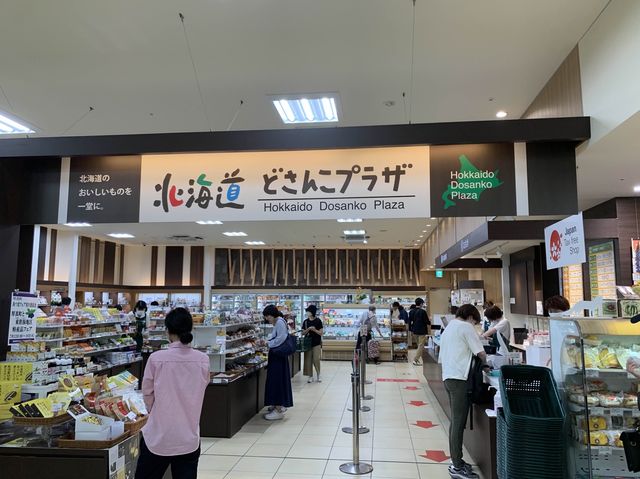 北海道の
おいしいものを
一堂に。
北海道 どさんこプラザ
Hokkaido Dosanko Plaza
Hokkaido
Dosanko
Plaza
Japan
Tax Free
Shop